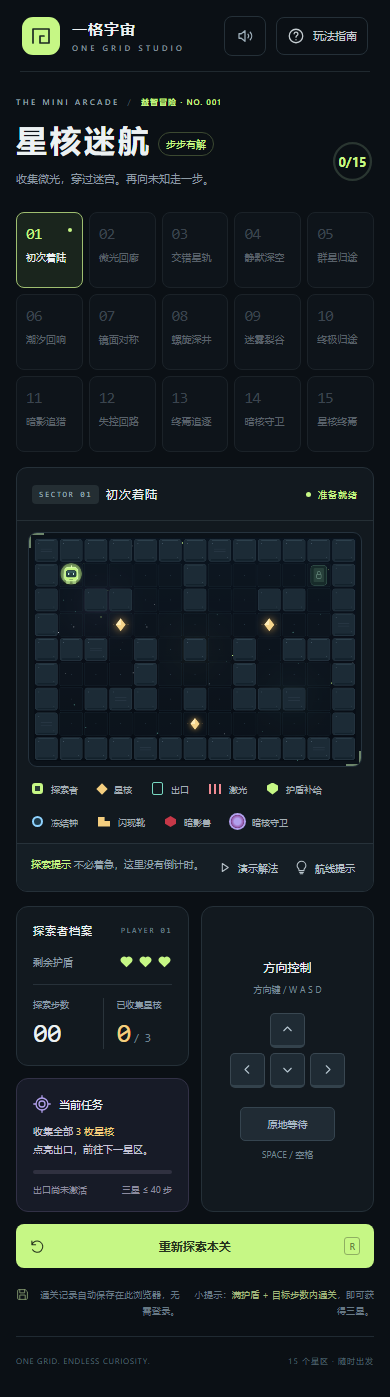 一格宇宙
ONE GRID STUDIO
玩法指南
THE MINI ARCADE / 益智冒险 · NO. 001
星核迷航 步步有解
0/15
收集微光，穿过迷宫。再向未知走一步。
01 02 03 04 05
初次着陆 微光回廊 交错星轨 静默深空 群星归途
06 07 08 09 10
潮汐回响 镜面对称 螺旋深井 迷雾裂谷 终极归途
11 12 13 14 15
暗影追猎 失控回路 终焉追逐 暗核守卫 星核终焉
SECTOR 01 初次着陆 准备就绪
探索者 星核 出口 激光 护盾补给
冻结钟 闪现靴 暗影兽 暗核守卫
探索提示 不必着急，这里没有倒计时。 演示解法 航线提示
探索者档案 PLAYER 01
剩余护盾
探索步数 已收集星核
00 0 / 3
当前任务
收集全部 3 枚星核
点亮出口，前往下一星区。
出口尚未激活 三星 ≤ 40 步
方向控制
方向键 / W A S D
原地等待
SPACE / 空格
重新探索本关 R
通关记录自动保存在此浏览器，无
需登录。
小提示：满护盾 + 目标步数内通关，即可获
得三星。
ONE GRID, ENDLESS CURIOSITY.
15 个星区 · 随时出发